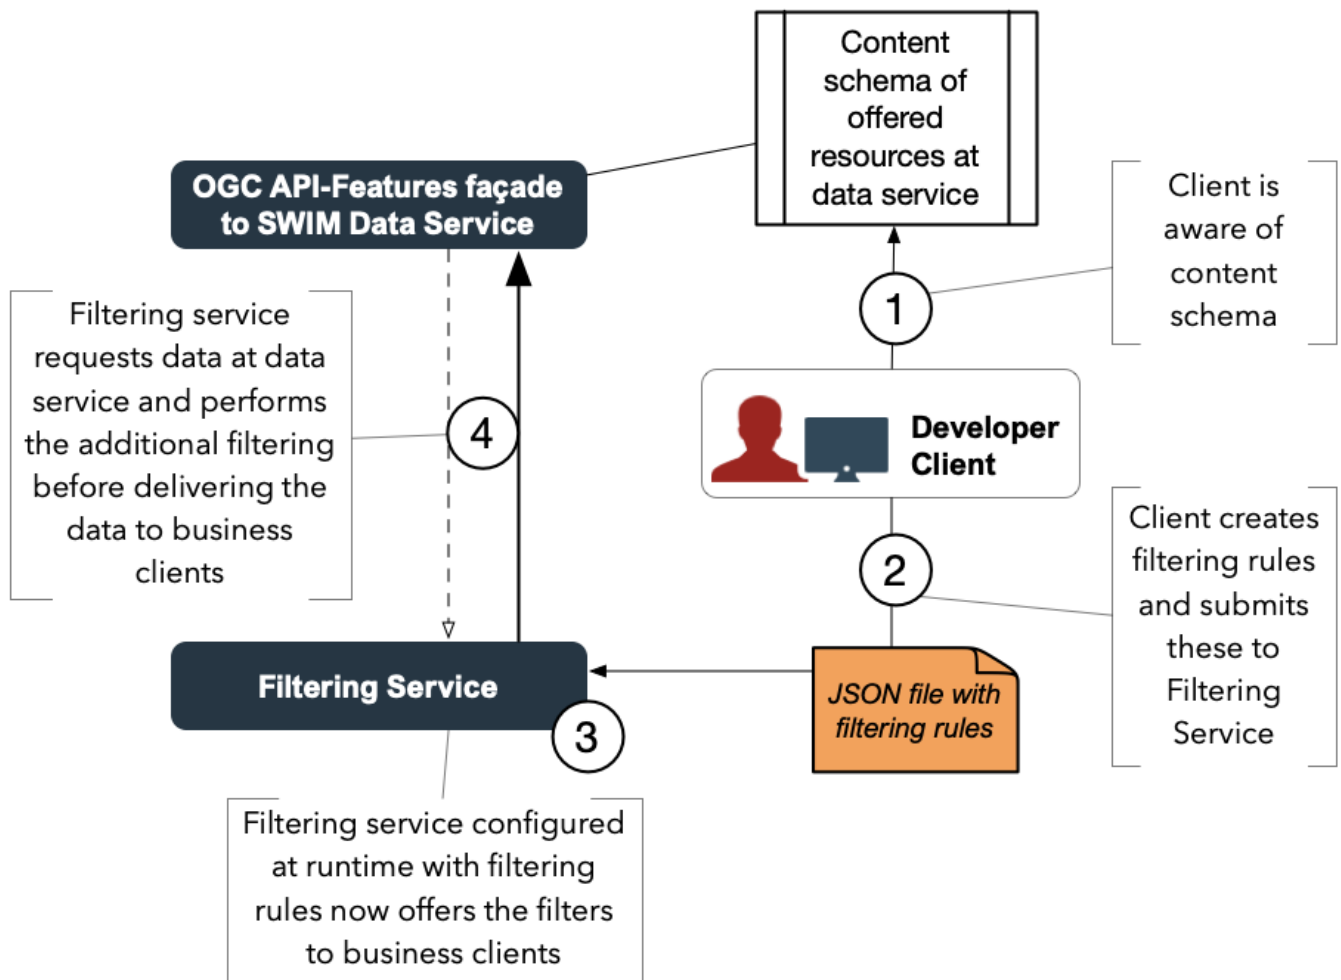 Content
schema of
offered
resources at
data service
OGC API-Features façade
to SWIM Data Service
Client is
aware of
content
schema
1
Filtering service
requests data at data
service and performs
the additional filtering
before delivering the
data to business
clients
4
Developer
Client
2
Client creates
filtering rules
and submits
these to
Filtering
Service
Filtering Service
3
JSON file with
filtering rules
Filtering service configured
at runtime with filtering
rules now offers the filters
to business clients